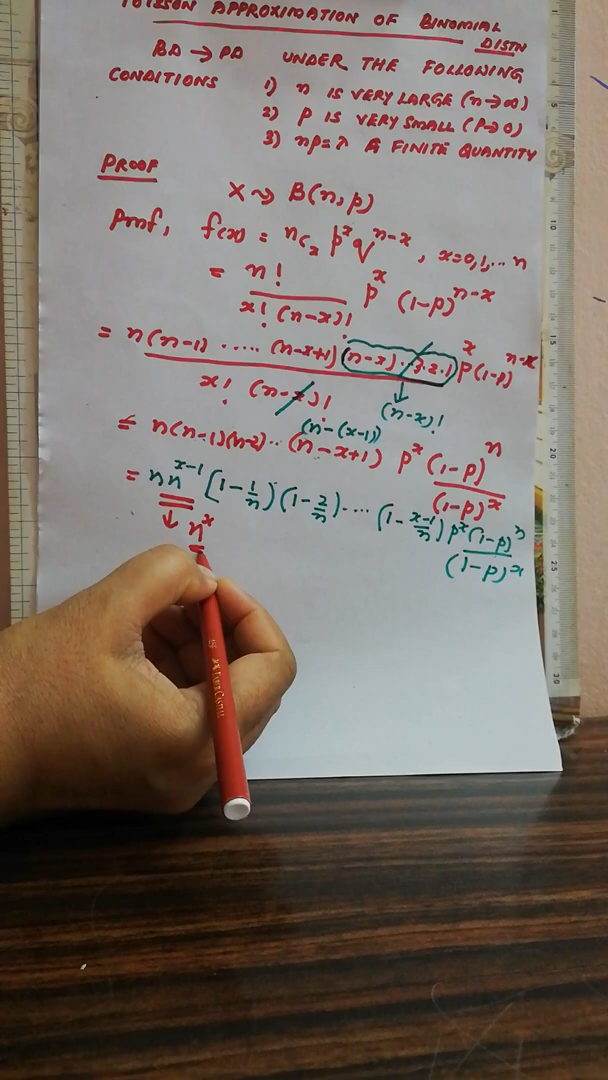 POISSON APPROXIMATION OF BINOMIAL DISTN
BD → PD UNDER THE FOLLOWING
CONDITIONS 1) n IS VERY LARGE (n→∞)
2) p IS VERY SMALL (P→0)
3) np=λ A FINITE QUANTITY
PROOF
X ~> B(n, p)
pmf, f(x) = nCx p^x q^n-x , x=0,1,... n
= n! / x! (n-x)! p^x (1-p)^n-x
= n(n-1) ..... (n-x+1) (n-x) . . 3.2.1 / x! (n-x)! p^x (1-p)^n-x
(n-x)!
(n-(x-1))
= n(n-1)(n-2)... (n-x+1) p^x (1-p)^n / (1-p)^x
= n n^x-1 [1-1/n)(1-2/n).... (1-x-1/n) p^x (1-p)^n / (1-p)^x
↓ n^x
FABER CASTELL